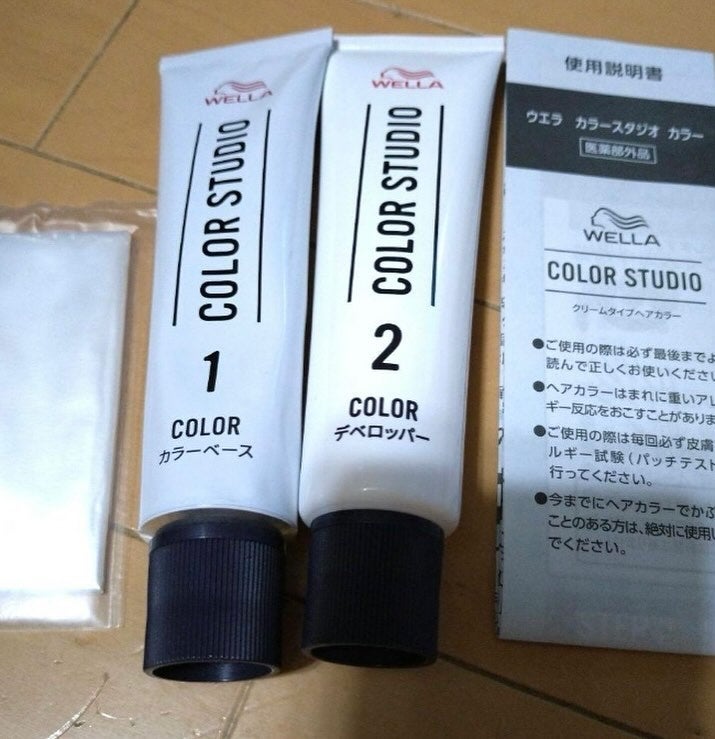 WELLA
COLOR STUDIO
1
COLOR
カラーベース
WELLA
COLOR STUDIO
2
COLOR
デベロッパー
使用説明書
ウエラ カラースタジオ カラー
医薬部外品
WELLA
COLOR STUDIO
クリームタイプヘアカラー
●ご使用の際は必ず最後までよ
読んで正しくお使いくださ
●ヘアカラーはまれに重いアレ
ギー反応をおこすことがありま
●ご使用の際は毎回必ず皮膚
ルギー試験(パッチテスト
行ってください。
●今までにヘアカラーでかぶ
ことのある方は、絶対に使用
でください。